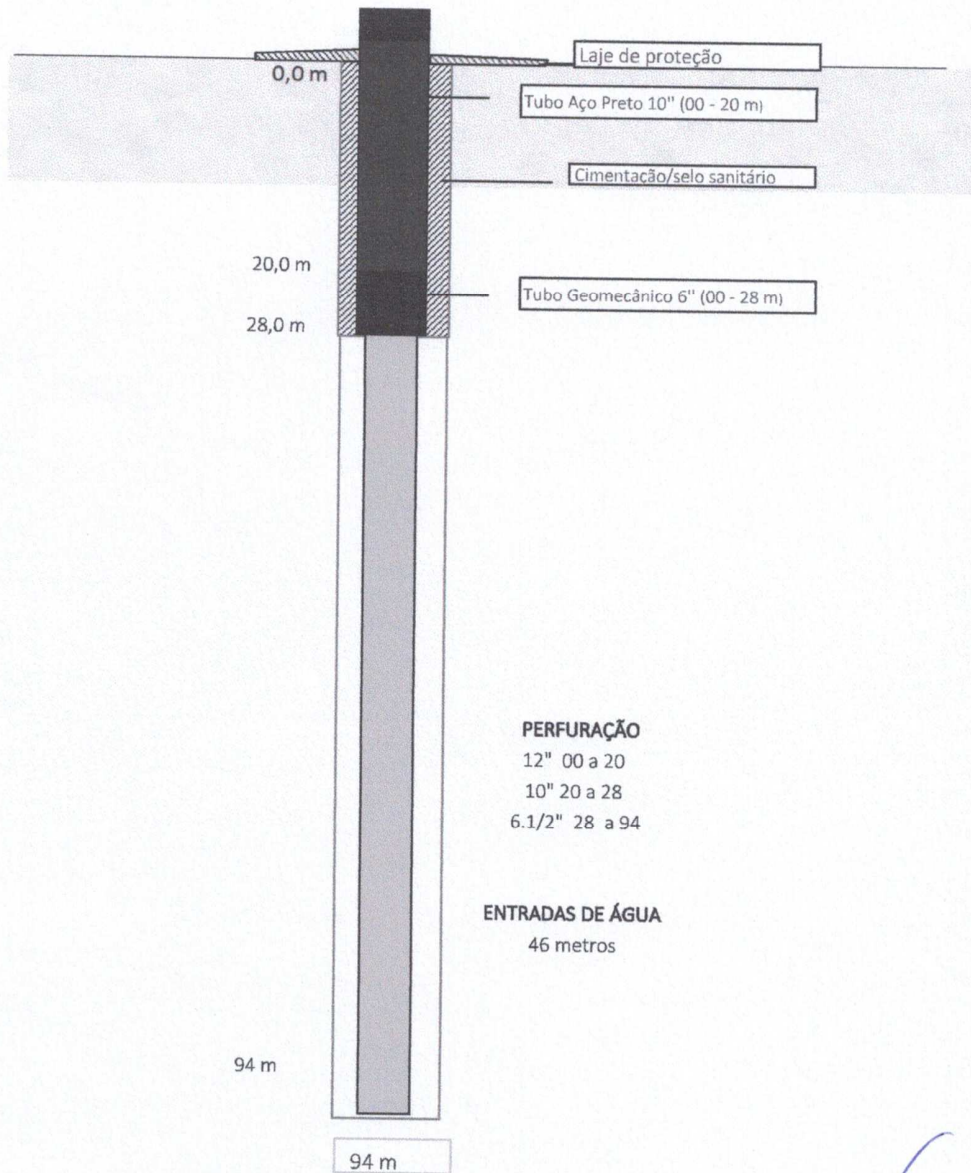 Laje de proteção
0,0 m
Tubo Aço Preto 10" (00 - 20 m)
Cimentação/selo sanitário
20,0 m
Tubo Geomecânico 6" (00 - 28 m)
28,0 m
PERFURAÇÃO
12" 00 a 20
10" 20 a 28
6.1/2" 28 a 94
ENTRADAS DE ÁGUA
46 metros
94 m
94 m